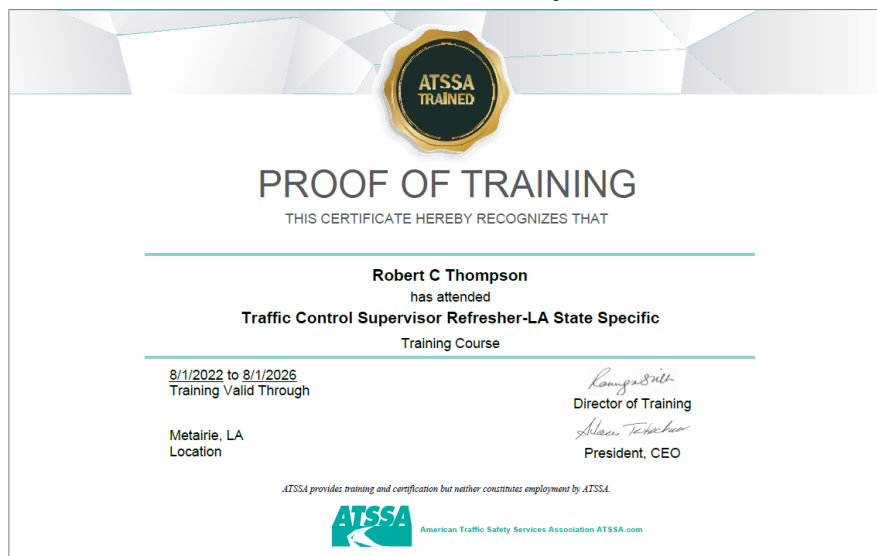 ATSSA
TRAINED
PROOF OF TRAINING
THIS CERTIFICATE HEREBY RECOGNIZES THAT
Robert C Thompson
has attended
Traffic Control Supervisor Refresher-LA State Specific
Training Course
8/1/2022 to 8/1/2026
Training Valid Through
Director of Training
Metairie, LA
Location
President, CEO
ATSSA provides training and certification but neither constitutes employment by ATSSA.
ATSSA
American Traffic Safety Services Association ATSSA.com